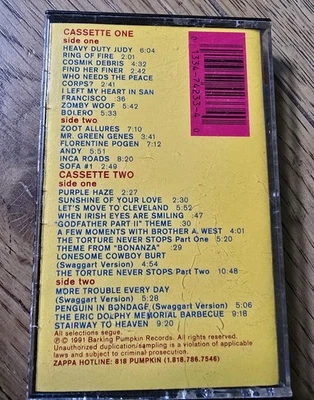 CASSETTE ONE
side one
HEAVY DUTY JUDY 6:04
RING OF FIRE 2:01
COSMIK DEBRIS 4:32
FIND HER FINER 2:42
WHO NEEDS THE PEACE
CORPS? 2:41
I LEFT MY HEART IN SAN
FRANCISCO :36
ZOMBY WOOF 5:42
BOLERO 5:33
side two
ZOOT ALLURES 7:10
MR. GREEN GENES 3:41
FLORENTINE POGEN 7:12
ANDY 5:51
INCA ROADS 8:20
SOFA #1 2:49
CASSETTE TWO
side one
PURPLE HAZE 2:27
SUNSHINE OF YOUR LOVE 2:30
LET'S MOVE TO CLEVELAND 5:52
WHEN IRISH EYES ARE SMILING :47
"GODFATHER PART II" THEME :30
A FEW MOMENTS WITH BROTHER A. WEST 4:01
THE TORTURE NEVER STOPS Part One 5:20
THEME FROM "BONANZA" :29
LONESOME COWBOY BURT
(Swaggart Version) 4:54
THE TORTURE NEVER STOPS Part Two 10:48
side two
MORE TROUBLE EVERY DAY
(Swaggart Version) 5:28
PENGUIN IN BONDAGE (Swaggart Version) 5:06
THE ERIC DOLPHY MEMORIAL BARBECUE 9:18
STAIRWAY TO HEAVEN 9:20
All selections segue.
℗ © 1991 Barking Pumpkin Records. All rights reserved.
Unauthorized duplication/sampling is a violation of applicable
laws and subject to criminal prosecution.
ZAPPA HOTLINE: 818 PUMPKIN (1.818.786.7546)